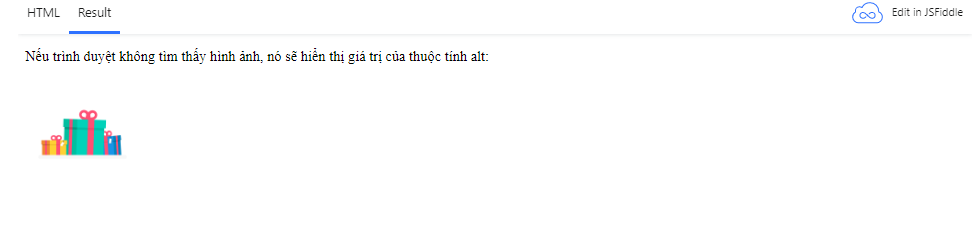 HTML Result Edit in JSFiddle
Nếu trình duyệt không tìm thấy hình ảnh, nó sẽ hiển thị giá trị của thuộc tính alt: